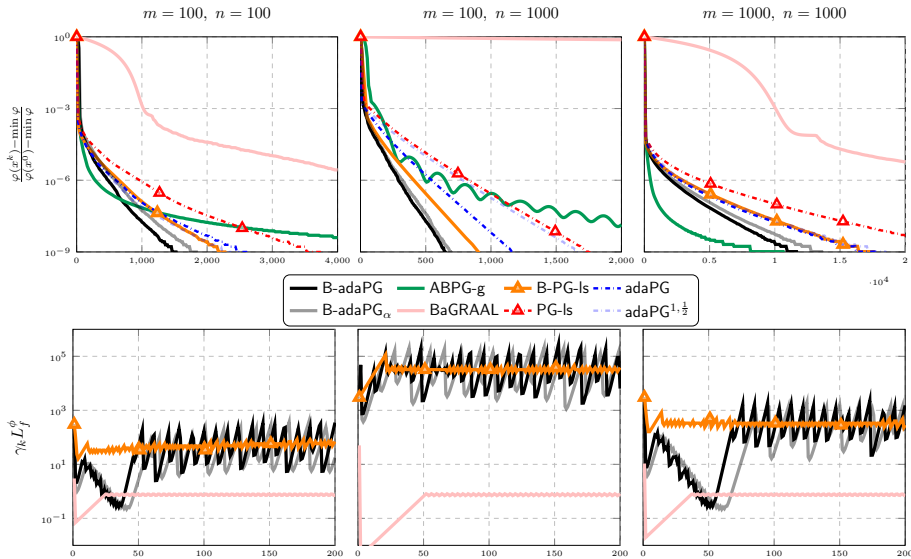 m = 100, n = 100
m = 100, n = 1000
m = 1000, n = 1000
φ(x^k)−min φ
φ(x^0)−min φ
10^0
10^−3
10^−6
10^−9
0 1,000 2,000 3,000 4,000
0 500 1,000 1,500 2,000
0 0.5 1 1.5 2
·10^4
B-adaPG ABPG-g B-PG-ls adaPG
B-adaPG_α BaGRAAL PG-ls adaPG^{1,1/2}
γ_k L_f^ϕ
10^5
10^3
10^1
10^−1
0 50 100 150 200
0 50 100 150 200
0 50 100 150 200